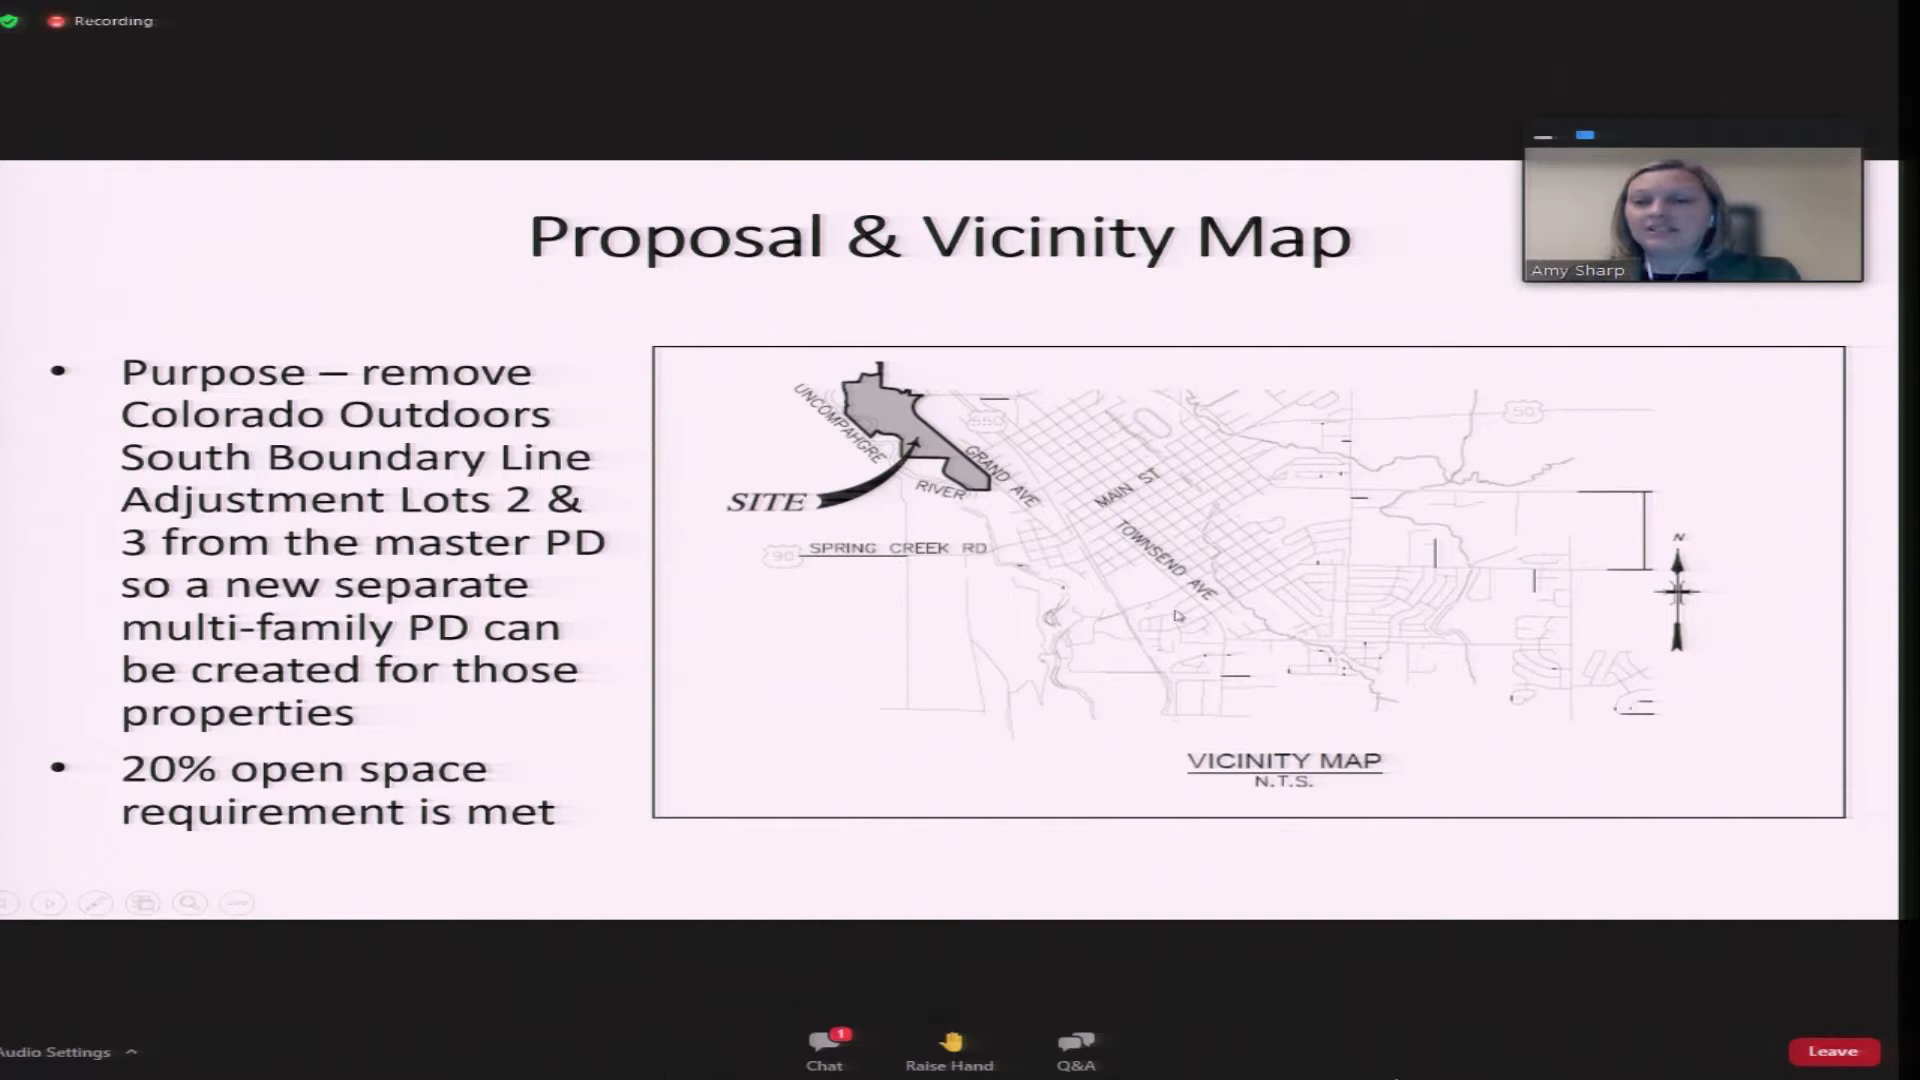 Recording
Proposal & Vicinity Map
Amy Sharp
• Purpose – remove
Colorado Outdoors
South Boundary Line
Adjustment Lots 2 &
3 from the master PD
so a new separate
multi-family PD can
be created for those
properties
• 20% open space
requirement is met
UNCOMPAHGRE
RIVER
SITE
GRAND AVE
550
50
MAIN ST
TOWNSEND AVE
90
SPRING CREEK RD
N
VICINITY MAP
N.T.S.
Audio Settings
1
Chat
Raise Hand
Q&A
Leave